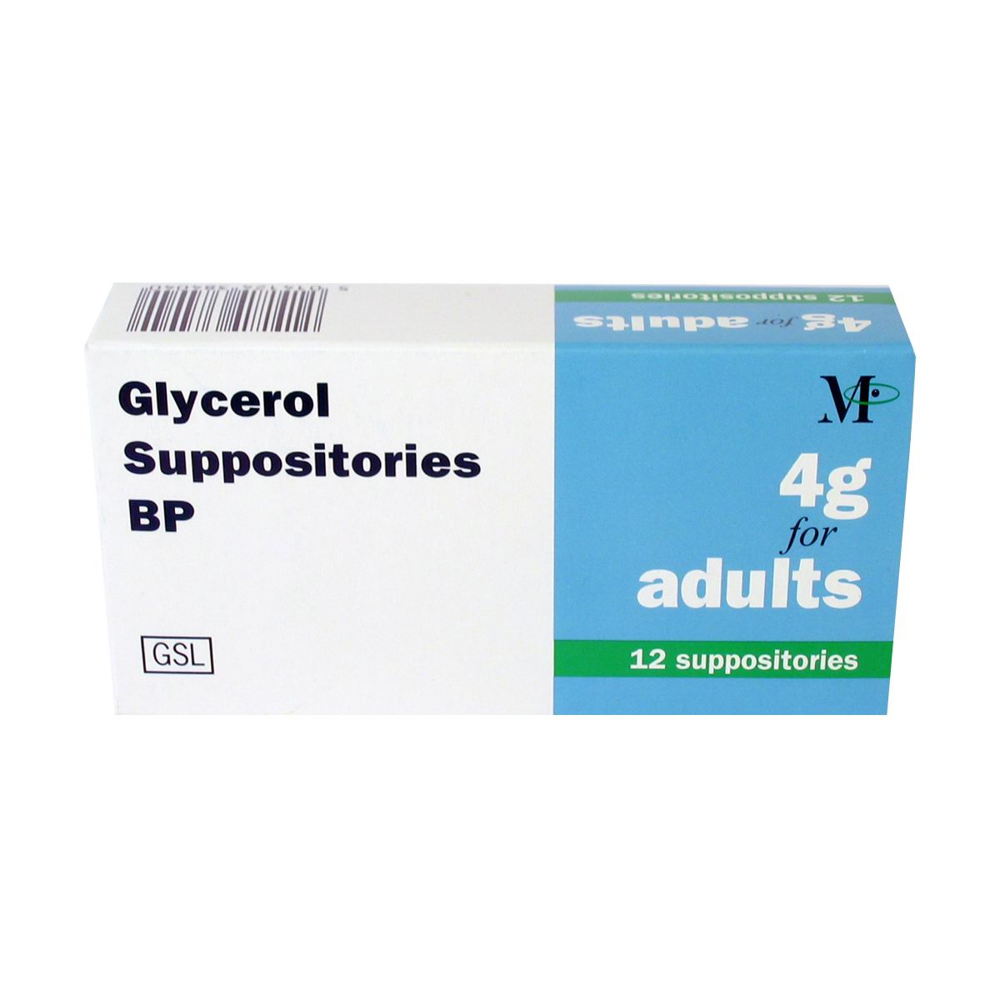 12 suppositories
4g for adults
Glycerol
Suppositories
BP
GSL
M
4g
for
adults
12 suppositories